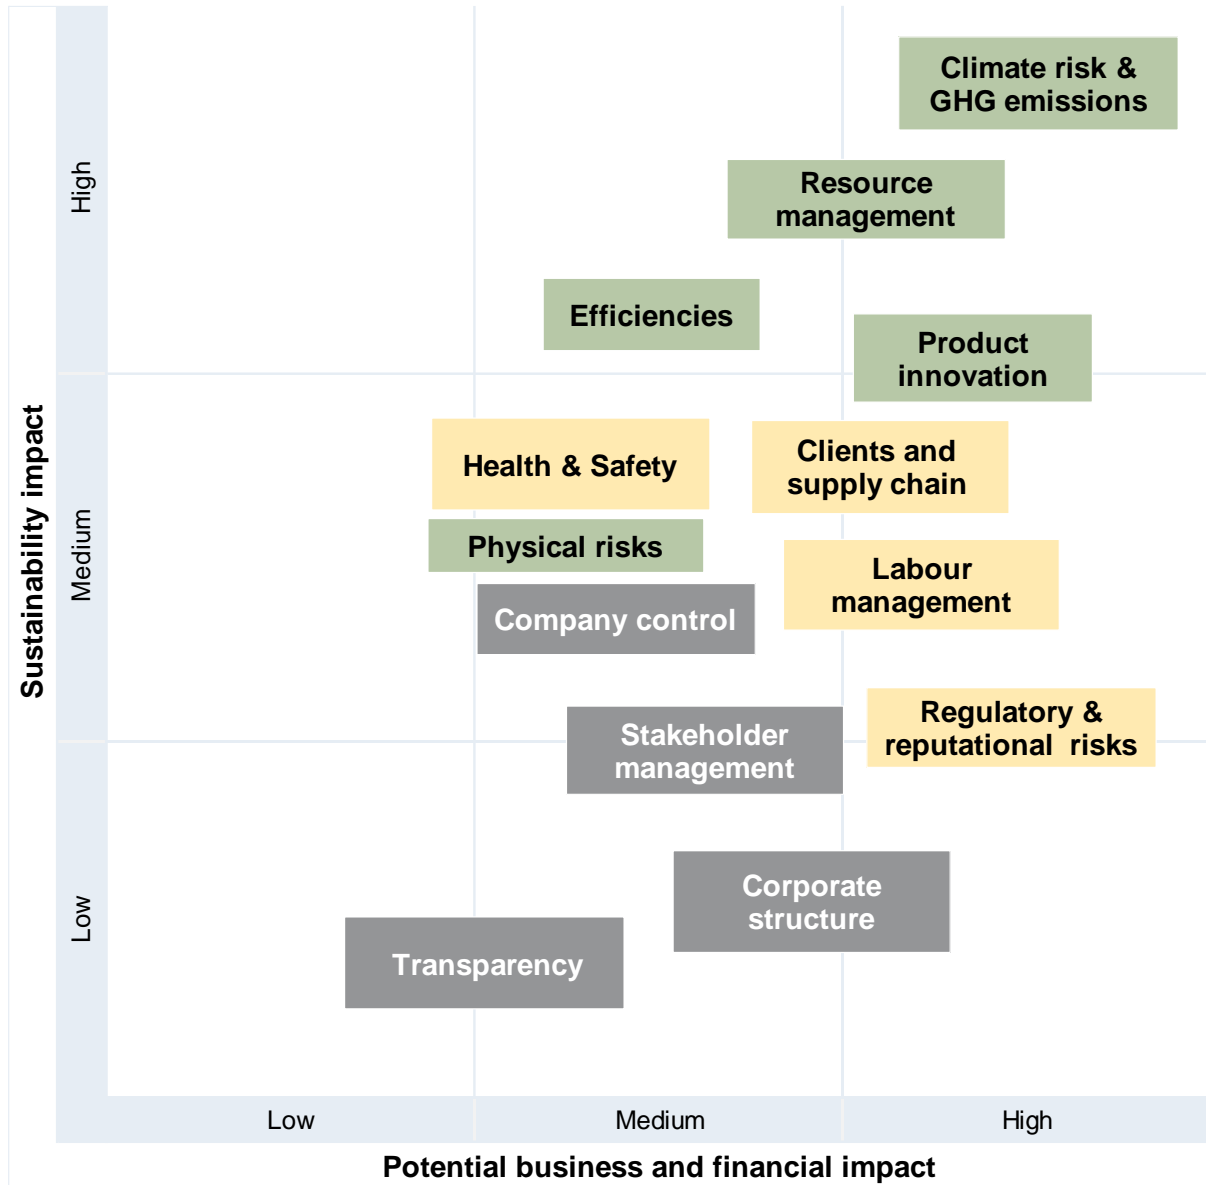 Climate risk &
GHG emissions
Resource
management
Efficiencies
Product
innovation
Health & Safety
Clients and
supply chain
Physical risks
Labour
management
Company control
Regulatory &
reputational risks
Stakeholder
management
Corporate
structure
Transparency
Sustainability impact
High
Medium
Low
Low
Medium
High
Potential business and financial impact